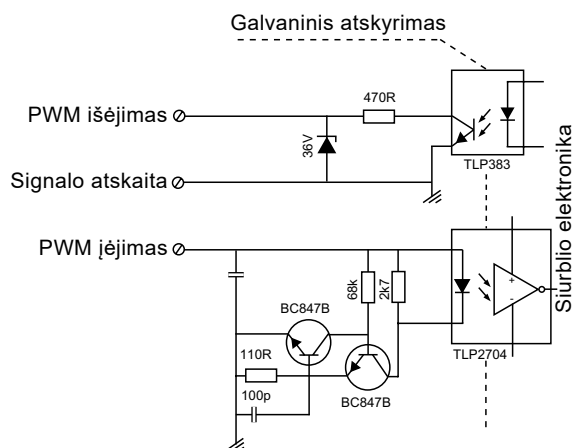 Galvaninis atskyrimas
470R
PWM išėjimas
36V
Signalo atskaita
TLP383
PWM įėjimas
68k
2k7
Siurblio elektronika
+
-
BC847B
TLP2704
110R
100p
BC847B